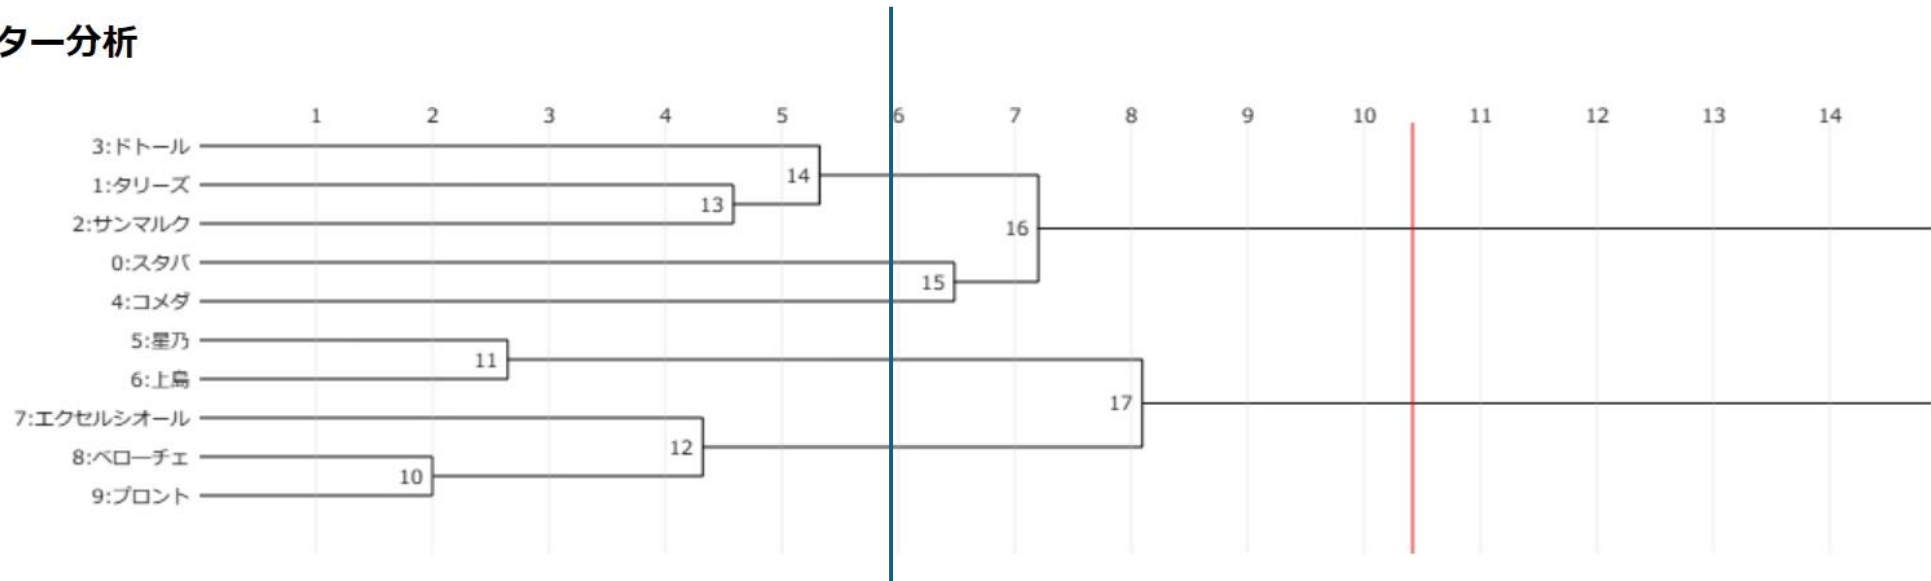 ター分析
1 2 3 4 5 6 7 8 9 10 11 12 13 14
3:ドトール
14
1:タリーズ
13
2:サンマルク
16
0:スタバ
15
4:コメダ
5:星乃
11
6:上島
17
7:エクセルシオール
12
8:ベローチェ
10
9:プロント